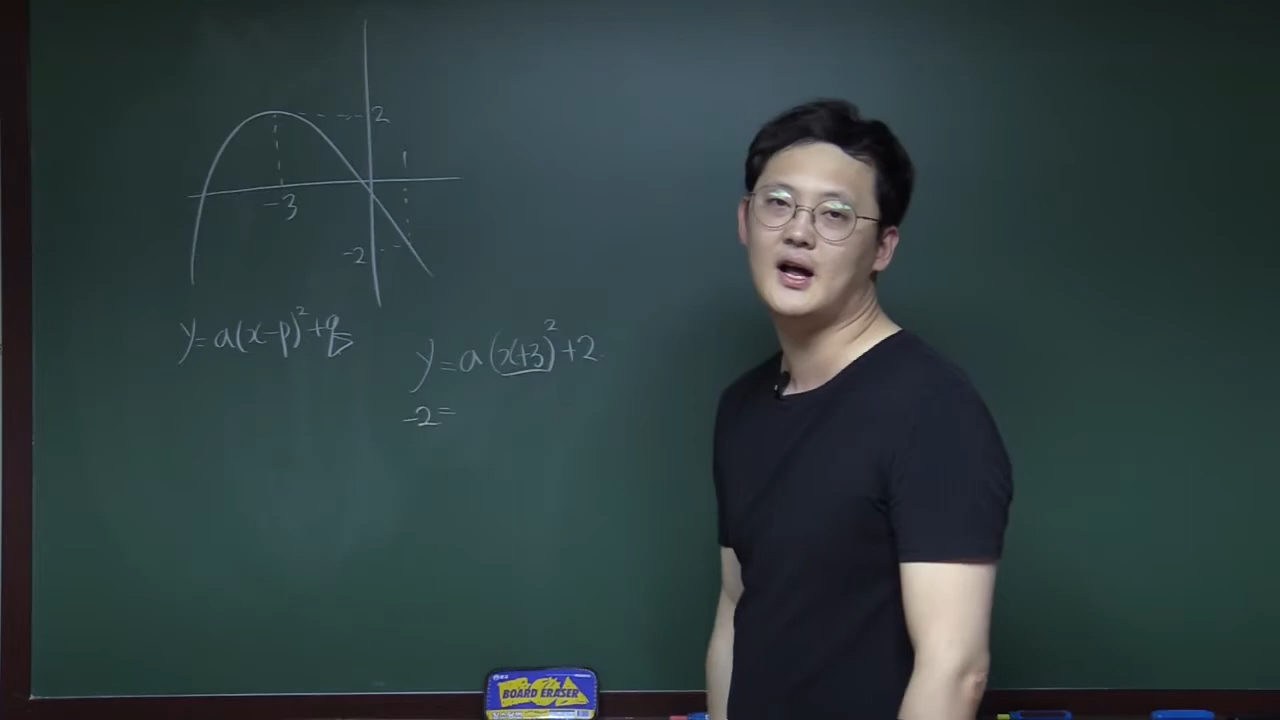 2
1
-3
-2
y=a(x-p)²+q
y=a(x+3)²+2
-2=
BOARD ERASER